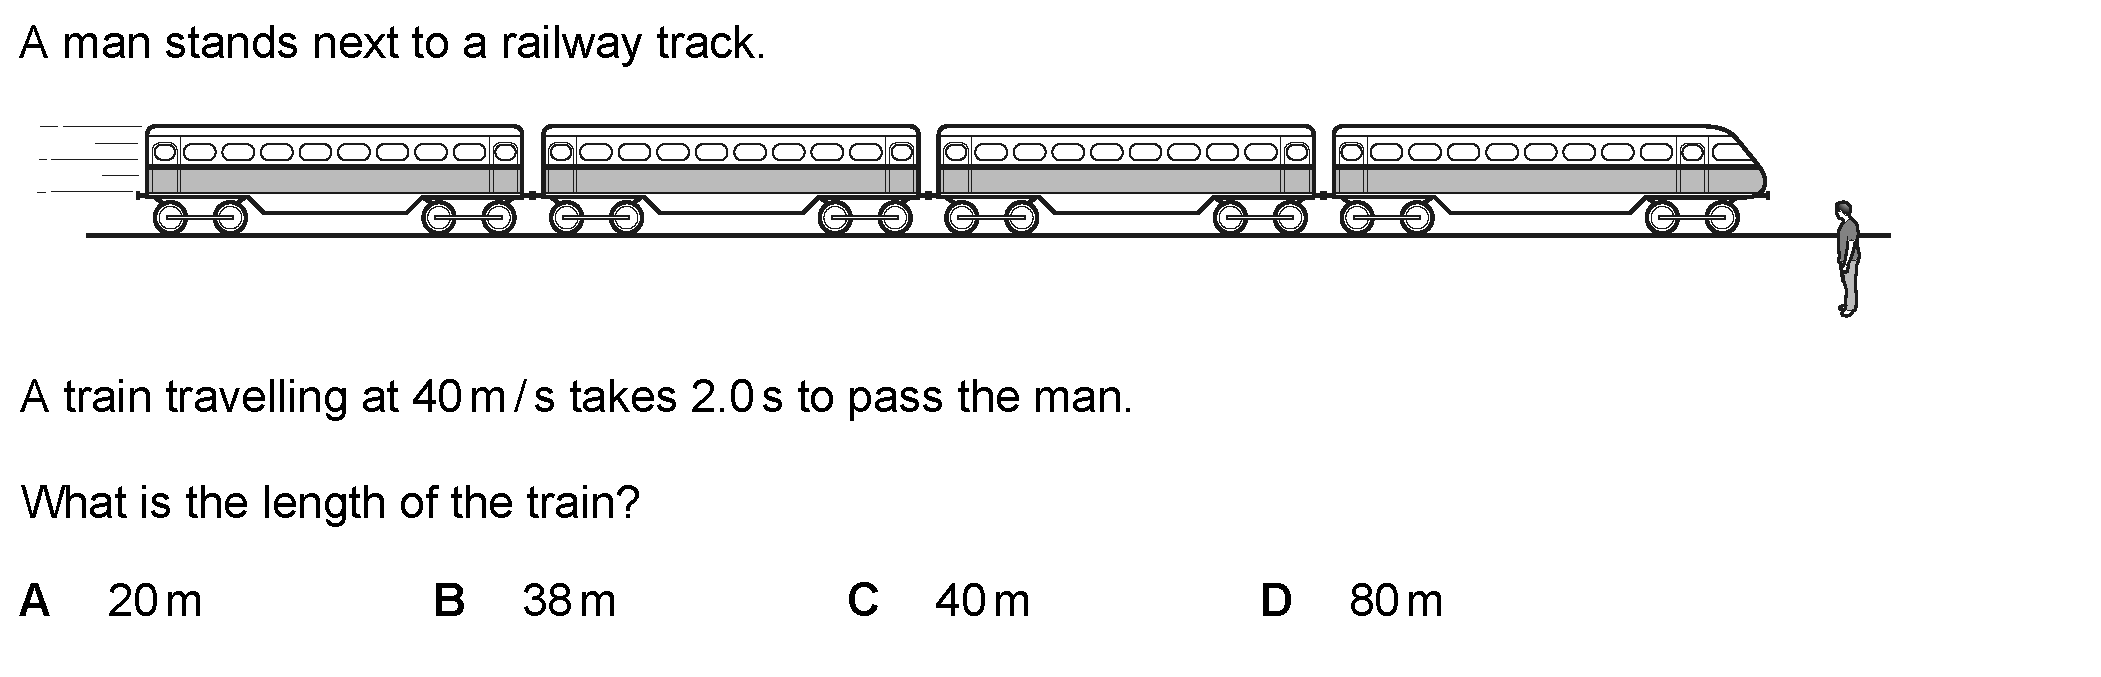 A man stands next to a railway track.
A train travelling at 40 m / s takes 2.0 s to pass the man.
What is the length of the train?
A 20 m B 38 m C 40 m D 80 m